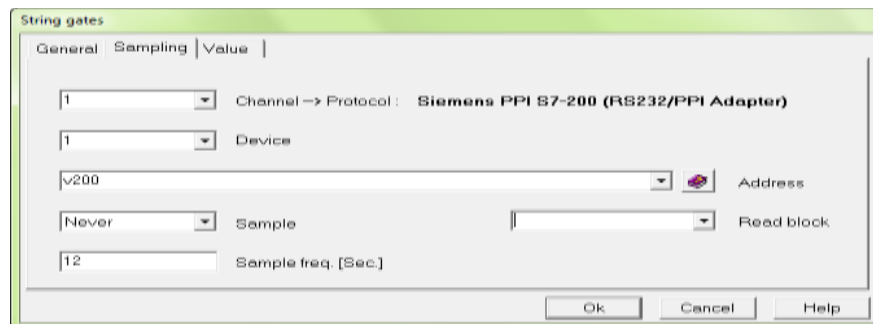 String gates
General Sampling Value
1 Channel --> Protocol : Siemens PPI S7-200 (RS232/PPI Adapter)
1 Device
v200 Address
Never Sample Read block
12 Sample freq. [Sec.]
Ok Cancel Help